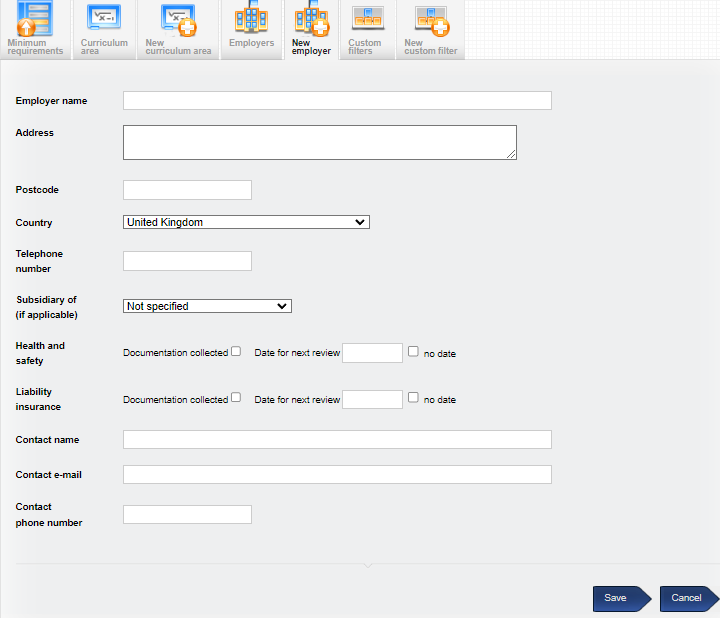 Minimum
requirements
Curriculum
area
New
curriculum area
Employers
New
employer
Custom
filters
New
custom filter
Employer name
Address
Postcode
Country
United Kingdom
Telephone
number
Subsidiary of
(if applicable)
Not specified
Health and
safety
Documentation collected Date for next review no date
Liability
insurance
Documentation collected Date for next review no date
Contact name
Contact e-mail
Contact
phone number
Save
Cancel